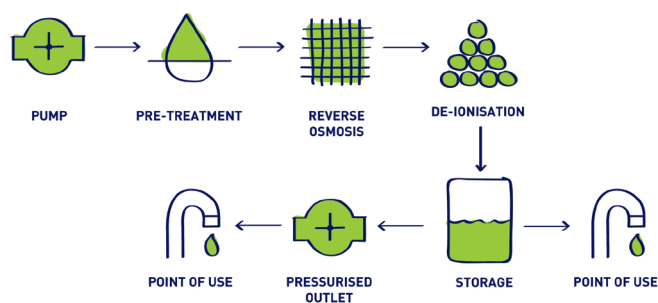 PUMP
PRE-TREATMENT
REVERSE
OSMOSIS
DE-IONISATION
POINT OF USE
PRESSURISED
OUTLET
STORAGE
POINT OF USE